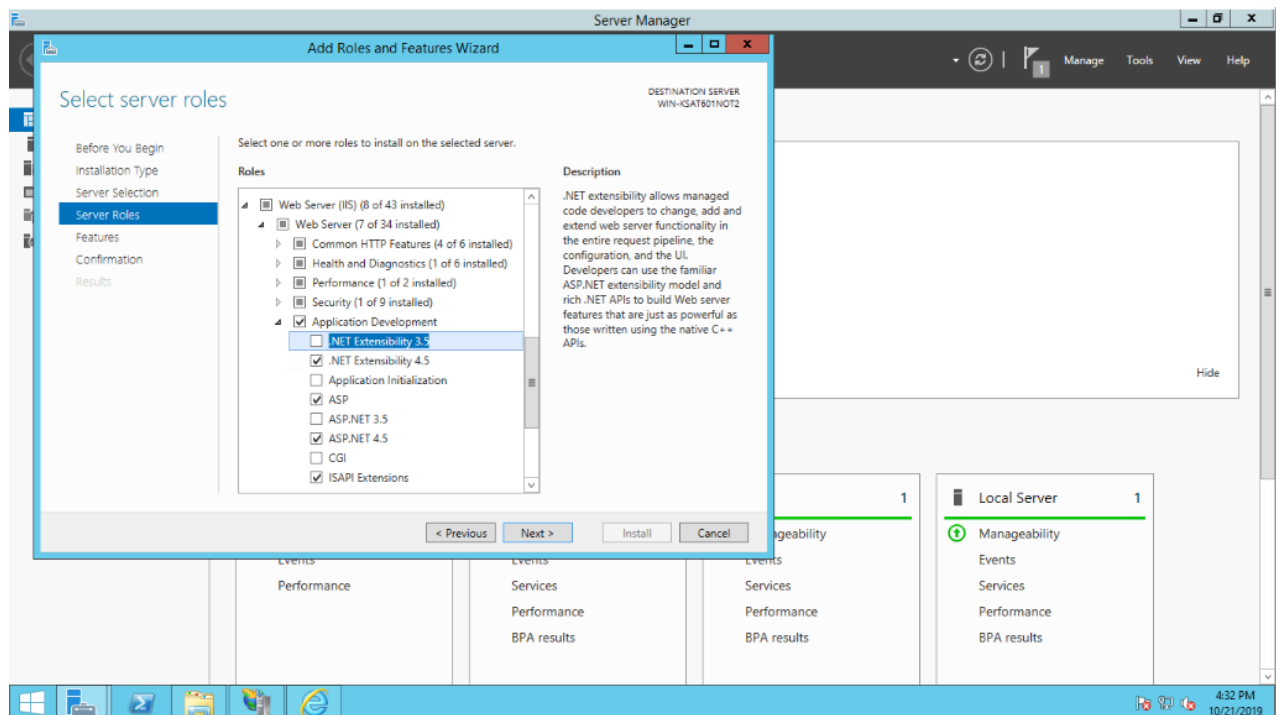 Server Manager
Add Roles and Features Wizard
1
Manage
Tools
View
Help
Select server roles
DESTINATION SERVER
WIN-KSAT601NOT2
Before You Begin
Installation Type
Server Selection
Server Roles
Features
Confirmation
Results
Select one or more roles to install on the selected server.
Roles
Web Server (IIS) (8 of 43 installed)
Web Server (7 of 34 installed)
Common HTTP Features (4 of 6 installed)
Health and Diagnostics (1 of 6 installed)
Performance (1 of 2 installed)
Security (1 of 9 installed)
Application Development
.NET Extensibility 3.5
.NET Extensibility 4.5
Application Initialization
ASP
ASP.NET 3.5
ASP.NET 4.5
CGI
ISAPI Extensions
Description
.NET extensibility allows managed
code developers to change, add and
extend web server functionality in
the entire request pipeline, the
configuration, and the UI.
Developers can use the familiar
ASP.NET extensibility model and
rich .NET APIs to build Web server
features that are just as powerful as
those written using the native C++
APIs.
< Previous
Next >
Install
Cancel
Hide
Events
Performance
Events
Services
Performance
BPA results
1
ageability
Events
Services
Performance
BPA results
Local Server 1
Manageability
Events
Services
Performance
BPA results
4:32 PM
10/21/2019